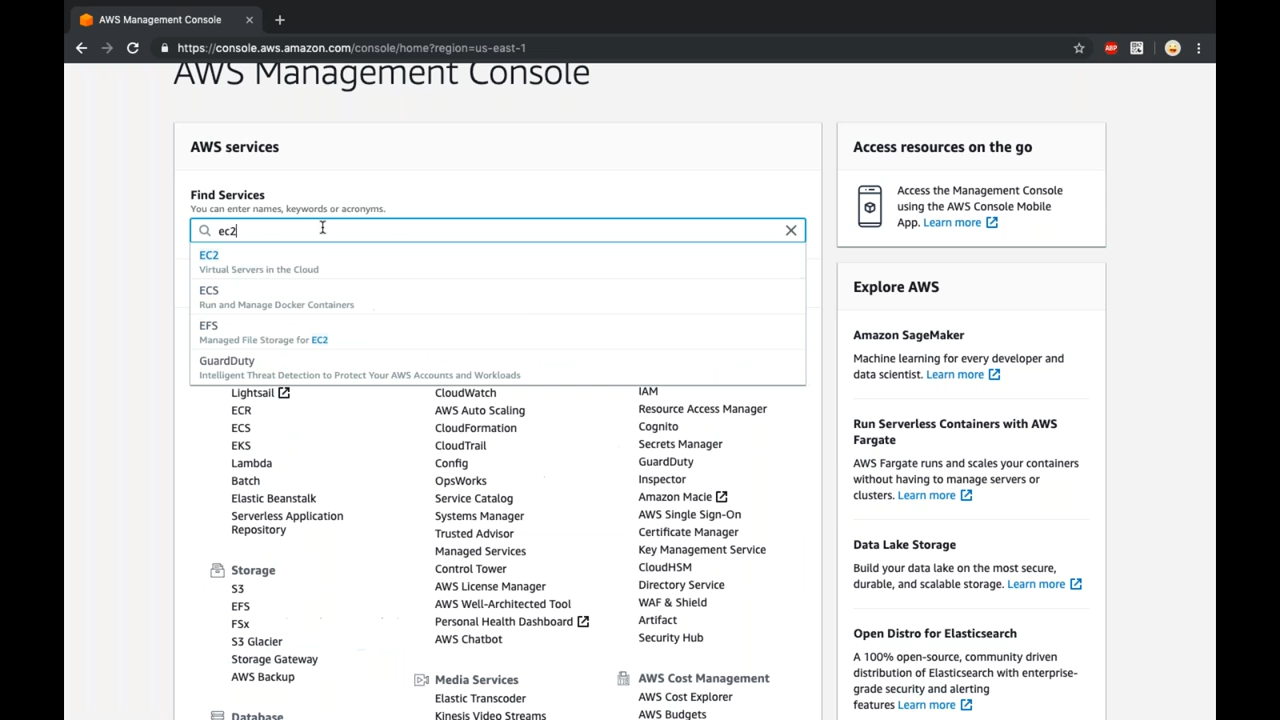 AWS Management Console
https://console.aws.amazon.com/console/home?region=us-east-1
ABP
AWS Management Console
AWS services
Find Services
You can enter names, keywords or acronyms.
ec2
EC2
Virtual Servers in the Cloud
ECS
Run and Manage Docker Containers
EFS
Managed File Storage for EC2
GuardDuty
Intelligent Threat Detection to Protect Your AWS Accounts and Workloads
Lightsail
ECR
ECS
EKS
Lambda
Batch
Elastic Beanstalk
Serverless Application
Repository
Storage
S3
EFS
FSx
S3 Glacier
Storage Gateway
AWS Backup
Database
CloudWatch
AWS Auto Scaling
CloudFormation
CloudTrail
Config
OpsWorks
Service Catalog
Systems Manager
Trusted Advisor
Managed Services
Control Tower
AWS License Manager
AWS Well-Architected Tool
Personal Health Dashboard
AWS Chatbot
Media Services
Elastic Transcoder
Kinesis Video Streams
IAM
Resource Access Manager
Cognito
Secrets Manager
GuardDuty
Inspector
Amazon Macie
AWS Single Sign-On
Certificate Manager
Key Management Service
CloudHSM
Directory Service
WAF & Shield
Artifact
Security Hub
AWS Cost Management
AWS Cost Explorer
AWS Budgets
Access resources on the go
Access the Management Console
using the AWS Console Mobile
App. Learn more
Explore AWS
Amazon SageMaker
Machine learning for every developer and
data scientist. Learn more
Run Serverless Containers with AWS
Fargate
AWS Fargate runs and scales your containers
without having to manage servers or
clusters. Learn more
Data Lake Storage
Build your data lake on the most secure,
durable, and scalable storage. Learn more
Open Distro for Elasticsearch
A 100% open-source, community driven
distribution of Elasticsearch with enterprise-
grade security and alerting
features Learn more